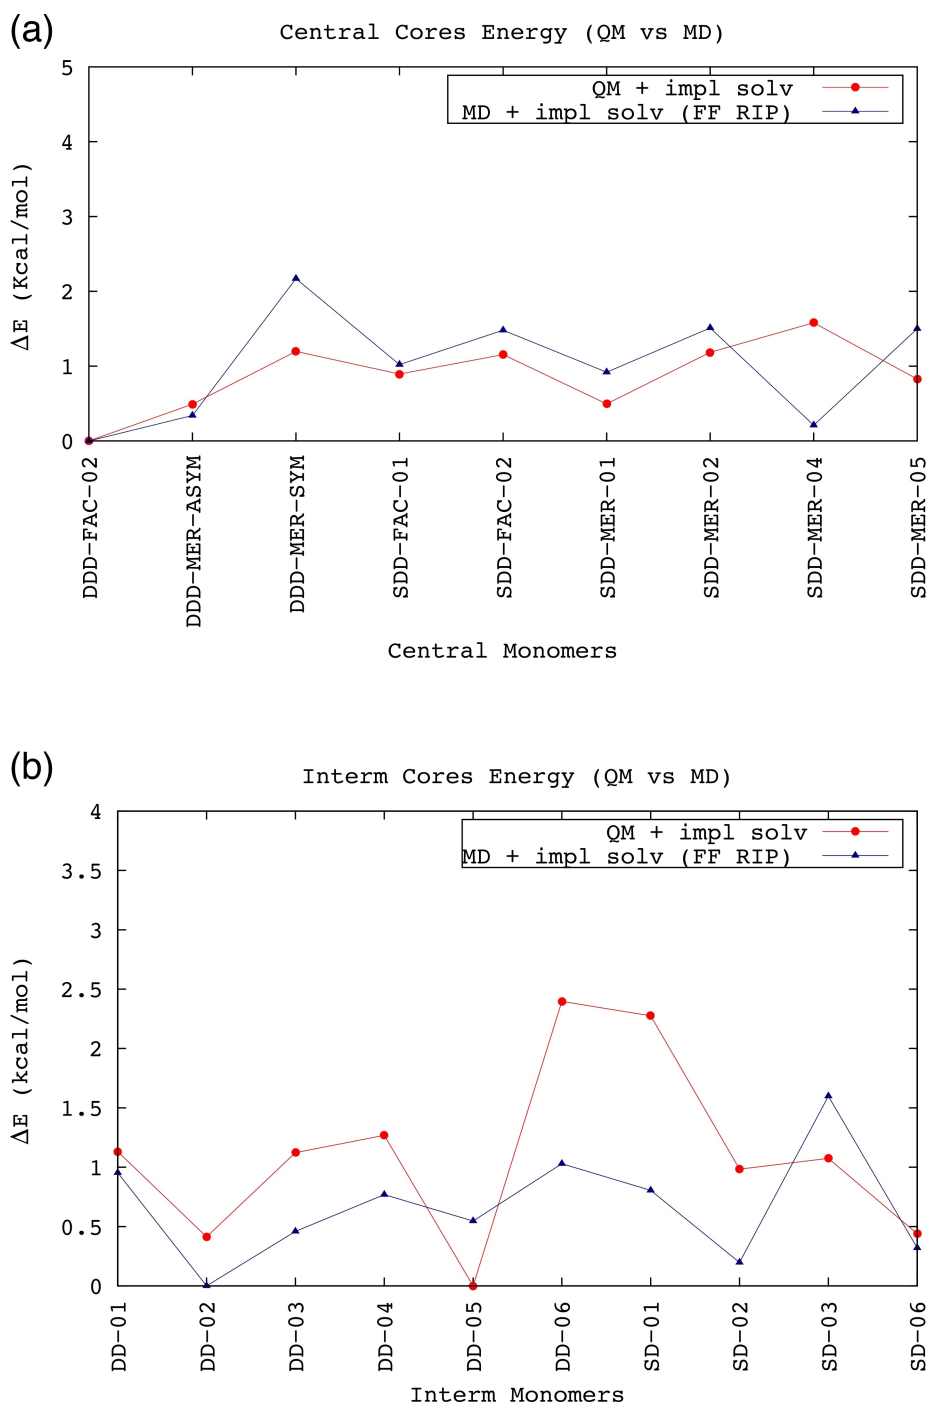 (a)
Central Cores Energy (QM vs MD)
QM + impl solv
MD + impl solv (FF RIP)
5
4
3
2
1
0
ΔE (Kcal/mol)
DDD-FAC-02
DDD-MER-ASYM
DDD-MER-SYM
SDD-FAC-01
SDD-FAC-02
SDD-MER-01
SDD-MER-02
SDD-MER-04
SDD-MER-05
Central Monomers
(b)
Interm Cores Energy (QM vs MD)
QM + impl solv
MD + impl solv (FF RIP)
4
3.5
3
2.5
2
1.5
1
0.5
0
ΔE (kcal/mol)
DD-01
DD-02
DD-03
DD-04
DD-05
DD-06
SD-01
SD-02
SD-03
SD-06
Interm Monomers